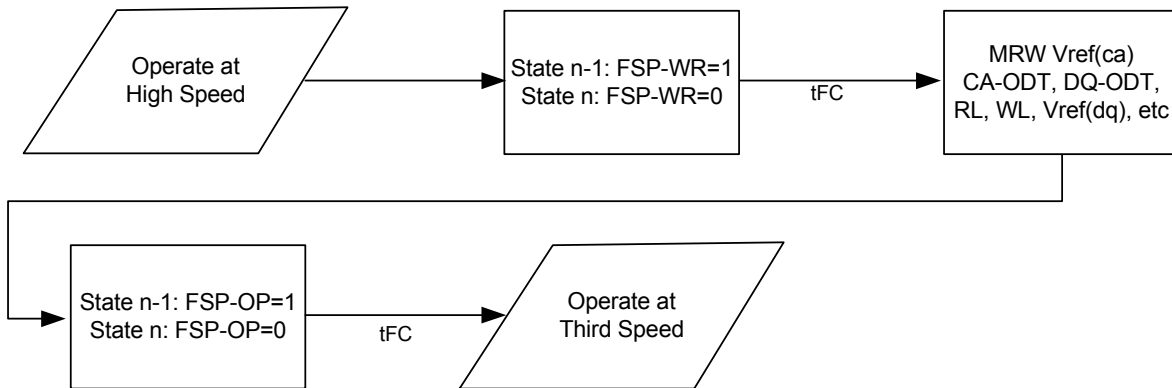 Operate at
High Speed
State n-1: FSP-WR=1
State n: FSP-WR=0
tFC
MRW Vref(ca)
CA-ODT, DQ-ODT,
RL, WL, Vref(dq), etc
State n-1: FSP-OP=1
State n: FSP-OP=0
tFC
Operate at
Third Speed